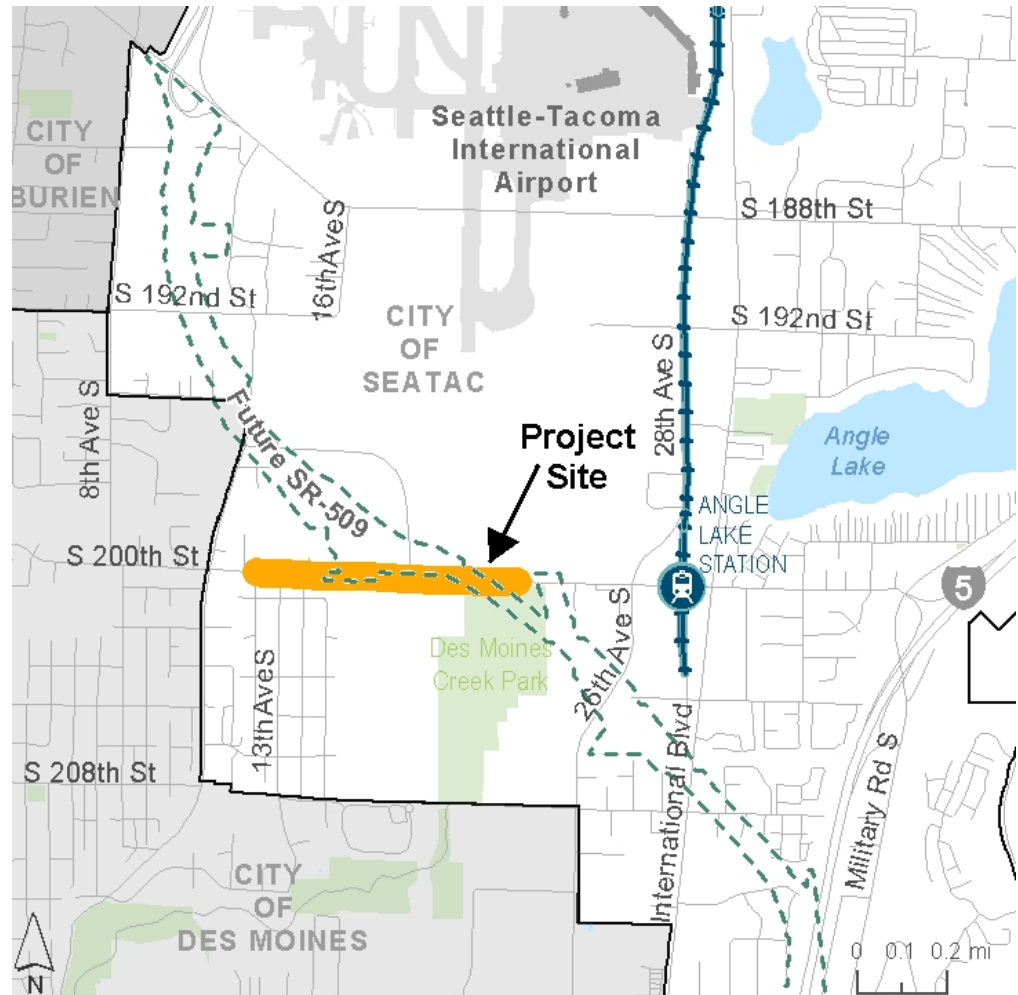 Seattle-Tacoma
International
Airport
CITY
OF
BURIEN
S 188th St
16thAveS
S 192nd St
S 192nd St
CITY
OF
SEATAC
28th Ave S
8th Ave S
Future SR-509
Project
Site
Angle
Lake
ANGLE
LAKE
STATION
S 200th St
5
Des Moines
Creek Park
26th Ave S
13thAveS
S 208th St
International Blvd
Military Rd S
CITY
OF
DES MOINES
N
0 0.1 0.2 mi